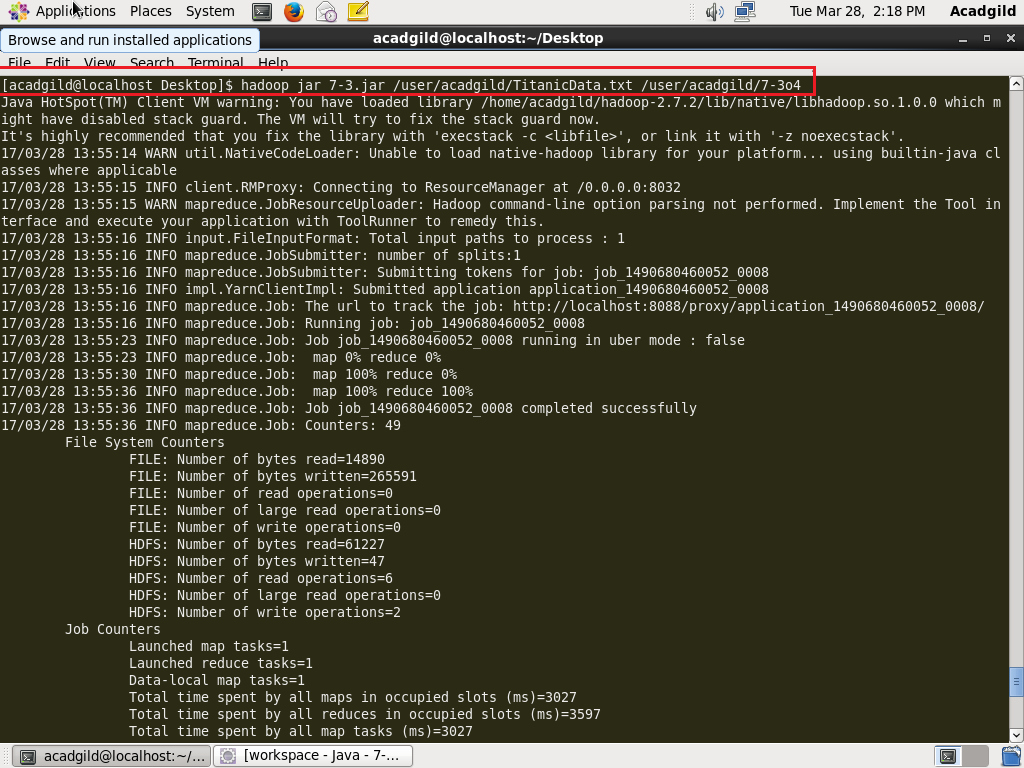 Applications Places System Tue Mar 28, 2:18 PM Acadgild
Browse and run installed applications
acadgild@localhost:~/Desktop
File Edit View Search Terminal Help
[acadgild@localhost Desktop]$ hadoop jar 7-3.jar /user/acadgild/TitanicData.txt /user/acadgild/7-3o4
Java HotSpot(TM) Client VM warning: You have loaded library /home/acadgild/hadoop-2.7.2/lib/native/libhadoop.so.1.0.0 which m
ight have disabled stack guard. The VM will try to fix the stack guard now.
It's highly recommended that you fix the library with 'execstack -c <libfile>', or link it with '-z noexecstack'.
17/03/28 13:55:14 WARN util.NativeCodeLoader: Unable to load native-hadoop library for your platform... using builtin-java cl
asses where applicable
17/03/28 13:55:15 INFO client.RMProxy: Connecting to ResourceManager at /0.0.0.0:8032
17/03/28 13:55:15 WARN mapreduce.JobResourceUploader: Hadoop command-line option parsing not performed. Implement the Tool in
terface and execute your application with ToolRunner to remedy this.
17/03/28 13:55:16 INFO input.FileInputFormat: Total input paths to process : 1
17/03/28 13:55:16 INFO mapreduce.JobSubmitter: number of splits:1
17/03/28 13:55:16 INFO mapreduce.JobSubmitter: Submitting tokens for job: job_1490680460052_0008
17/03/28 13:55:16 INFO impl.YarnClientImpl: Submitted application application_1490680460052_0008
17/03/28 13:55:16 INFO mapreduce.Job: The url to track the job: http://localhost:8088/proxy/application_1490680460052_0008/
17/03/28 13:55:16 INFO mapreduce.Job: Running job: job_1490680460052_0008
17/03/28 13:55:23 INFO mapreduce.Job: Job job_1490680460052_0008 running in uber mode : false
17/03/28 13:55:23 INFO mapreduce.Job:  map 0% reduce 0%
17/03/28 13:55:30 INFO mapreduce.Job:  map 100% reduce 0%
17/03/28 13:55:36 INFO mapreduce.Job:  map 100% reduce 100%
17/03/28 13:55:36 INFO mapreduce.Job: Job job_1490680460052_0008 completed successfully
17/03/28 13:55:36 INFO mapreduce.Job: Counters: 49
File System Counters
FILE: Number of bytes read=14890
FILE: Number of bytes written=265591
FILE: Number of read operations=0
FILE: Number of large read operations=0
FILE: Number of write operations=0
HDFS: Number of bytes read=61227
HDFS: Number of bytes written=47
HDFS: Number of read operations=6
HDFS: Number of large read operations=0
HDFS: Number of write operations=2
Job Counters
Launched map tasks=1
Launched reduce tasks=1
Data-local map tasks=1
Total time spent by all maps in occupied slots (ms)=3027
Total time spent by all reduces in occupied slots (ms)=3597
Total time spent by all map tasks (ms)=3027
acadgild@localhost:~/... [workspace - Java - 7-...